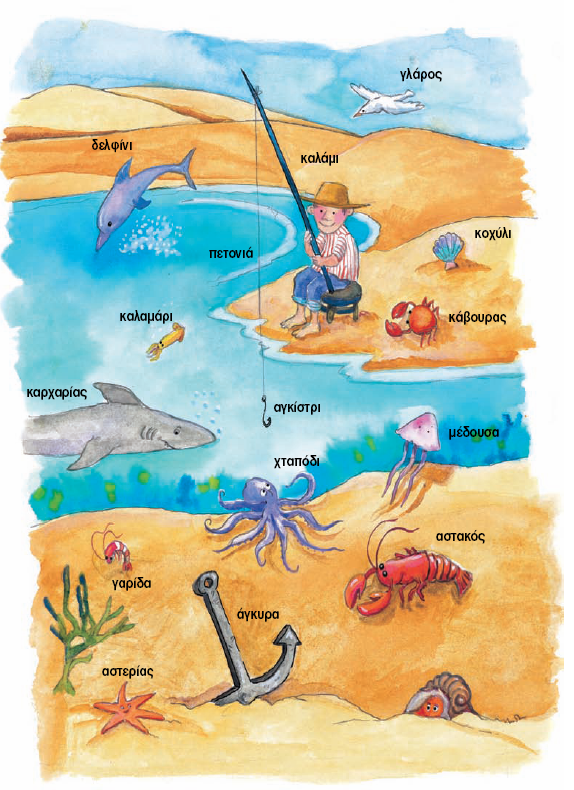 γλάρος
δελφίνι
καλάμι
κοχύλι
πετονιά
καλαμάρι
κάβουρας
καρχαρίας
αγκίστρι
μέδουσα
χταπόδι
αστακός
γαρίδα
άγκυρα
αστερίας